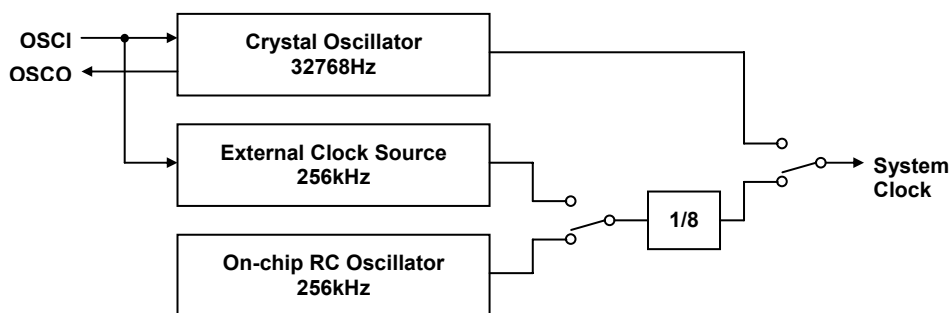 OSCI
OSCO
Crystal Oscillator
32768Hz
External Clock Source
256kHz
On-chip RC Oscillator
256kHz
1/8
System
Clock